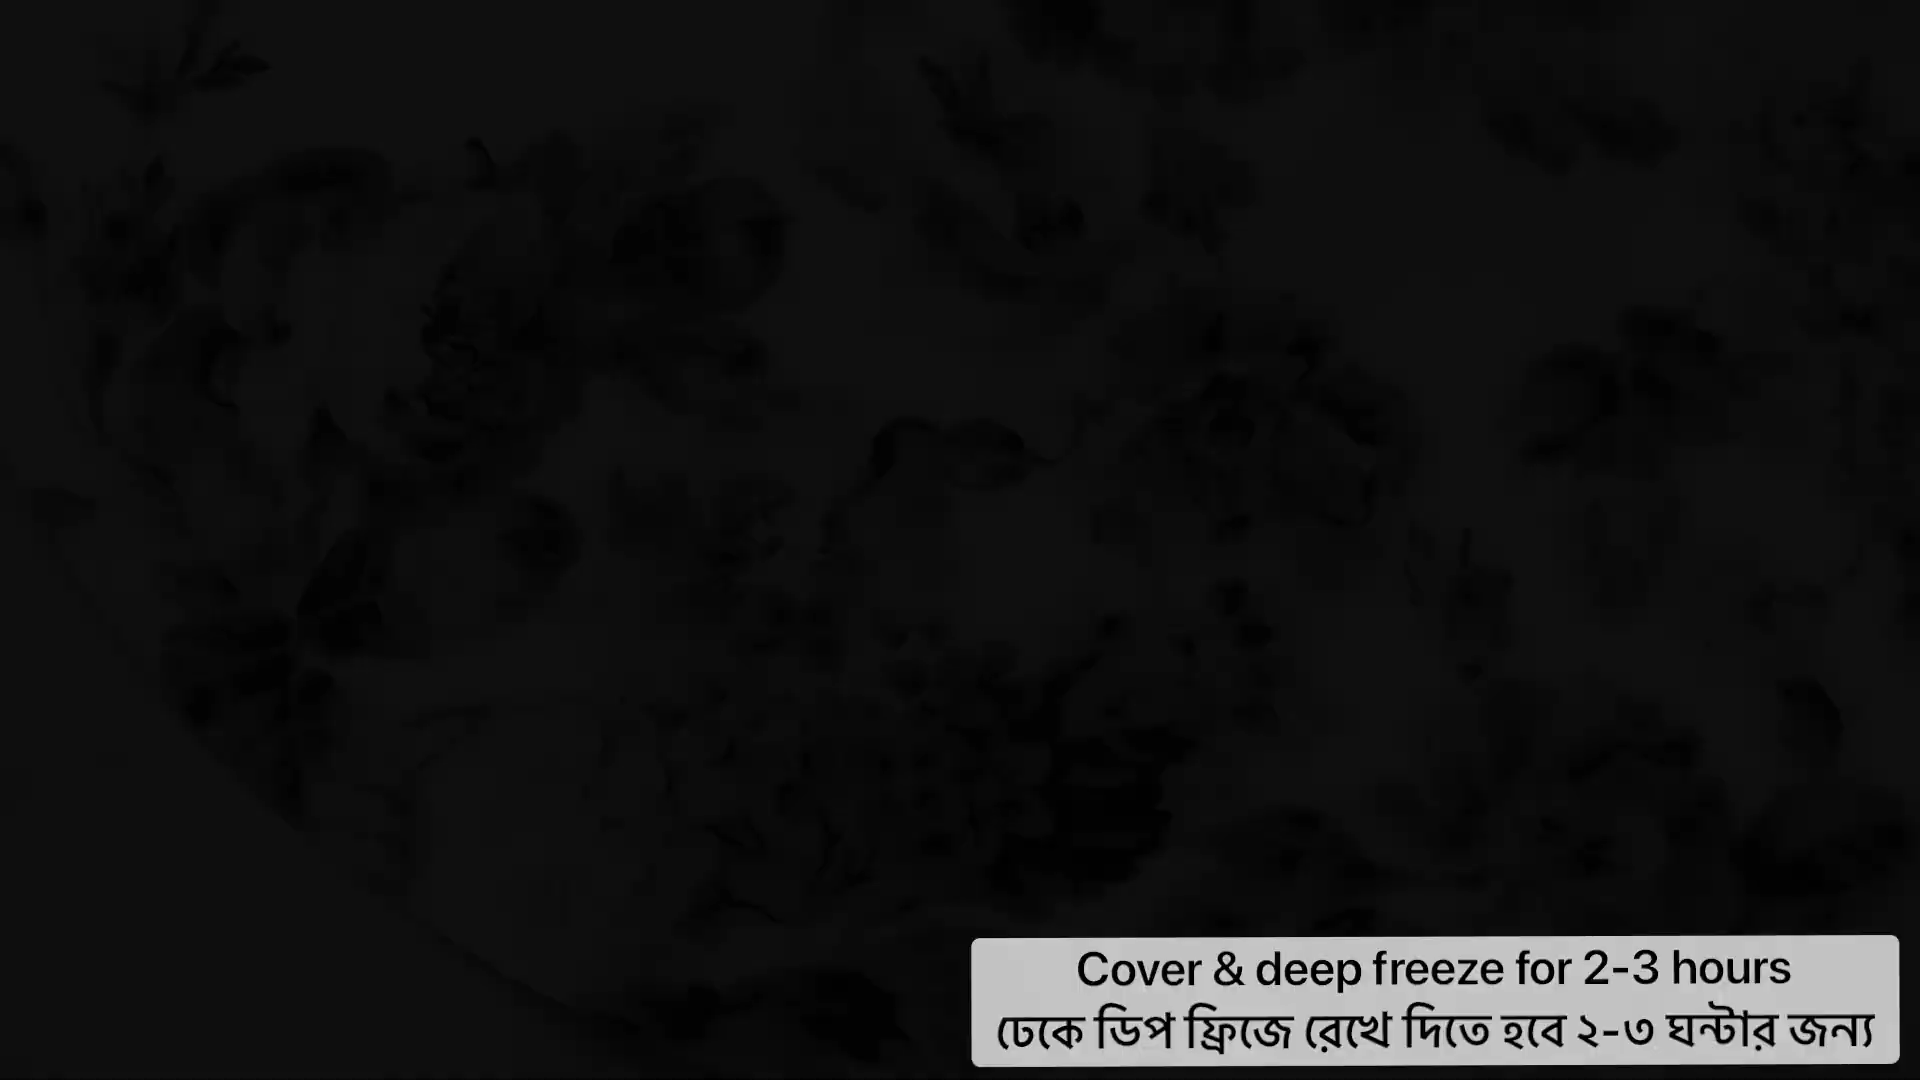 Cover & deep freeze for 2-3 hours
ঢেকে ডিপ ফ্রিজে রেখে দিতে হবে ২-৩ ঘন্টার জন্য